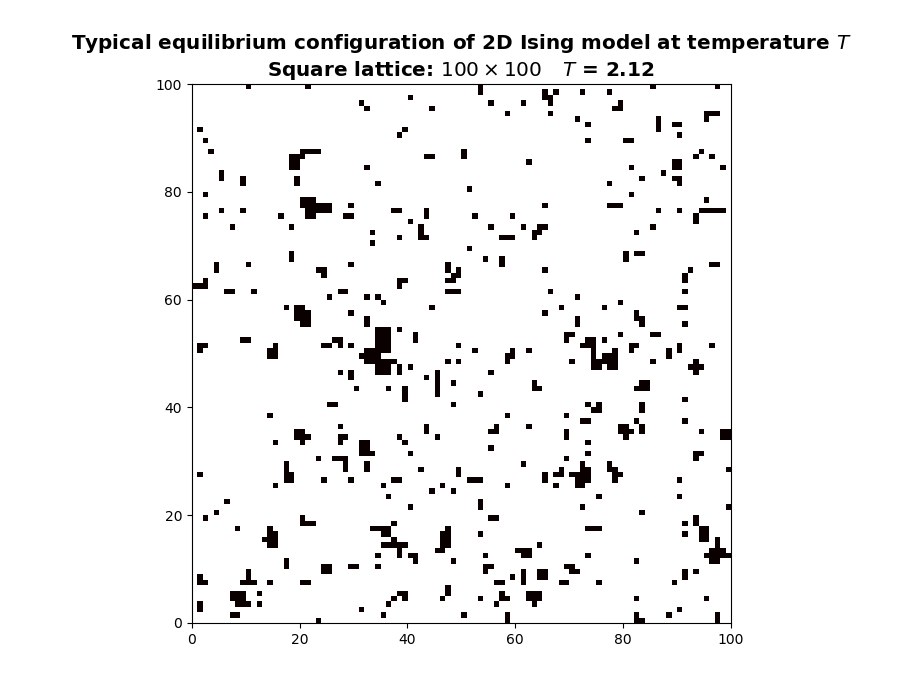 Typical equilibrium configuration of 2D Ising model at temperature T
Square lattice: 100 × 100 T = 2.12
100
80
60
40
20
0
0 20 40 60 80 100